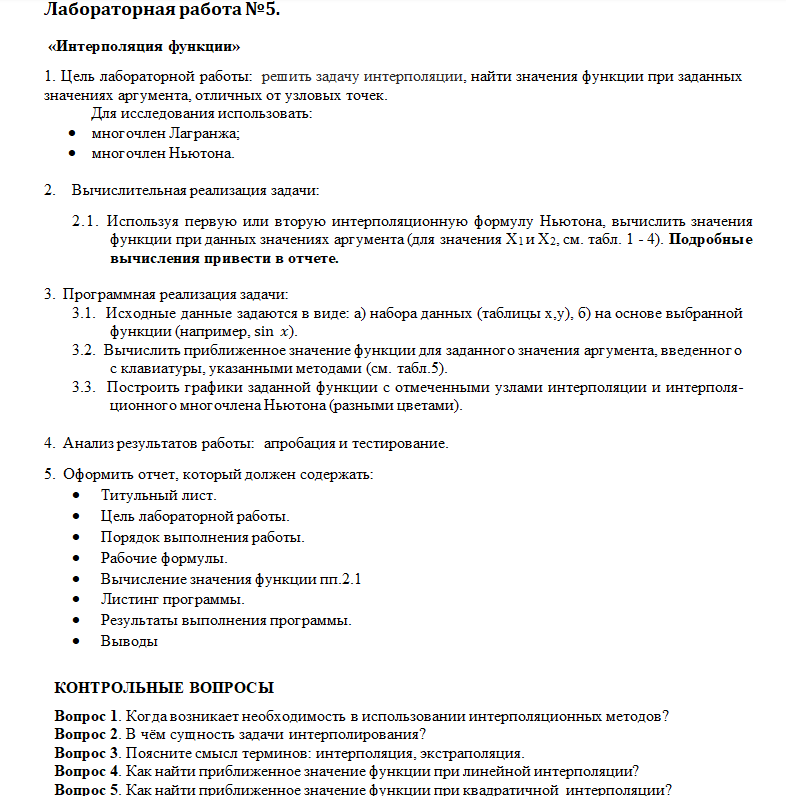 Лабораторная работа №5.
«Интерполяция функции»
1. Цель лабораторной работы: решить задачу интерполяции, найти значения функции при заданных
значениях аргумента, отличных от узловых точек.
Для исследования использовать:
• многочлен Лагранжа;
• многочлен Ньютона.
2. Вычислительная реализация задачи:
2.1. Используя первую или вторую интерполяционную формулу Ньютона, вычислить значения
функции при данных значениях аргумента (для значения X1 и X2, см. табл. 1 - 4). Подробные
вычисления привести в отчете.
3. Программная реализация задачи:
3.1. Исходные данные задаются в виде: а) набора данных (таблицы x,y), б) на основе выбранной
функции (например, sin x).
3.2. Вычислить приближенное значение функции для заданного значения аргумента, введенного
с клавиатуры, указанными методами (см. табл.5).
3.3. Построить графики заданной функции с отмеченными узлами интерполяции и интерполя-
ционного многочлена Ньютона (разными цветами).
4. Анализ результатов работы: апробация и тестирование.
5. Оформить отчет, который должен содержать:
• Титульный лист.
• Цель лабораторной работы.
• Порядок выполнения работы.
• Рабочие формулы.
• Вычисление значения функции пп.2.1
• Листинг программы.
• Результаты выполнения программы.
• Выводы
КОНТРОЛЬНЫЕ ВОПРОСЫ
Вопрос 1. Когда возникает необходимость в использовании интерполяционных методов?
Вопрос 2. В чём сущность задачи интерполирования?
Вопрос 3. Поясните смысл терминов: интерполяция, экстраполяция.
Вопрос 4. Как найти приближенное значение функции при линейной интерполяции?
Вопрос 5. Как найти приближенное значение функции при квадратичной интерполяции?